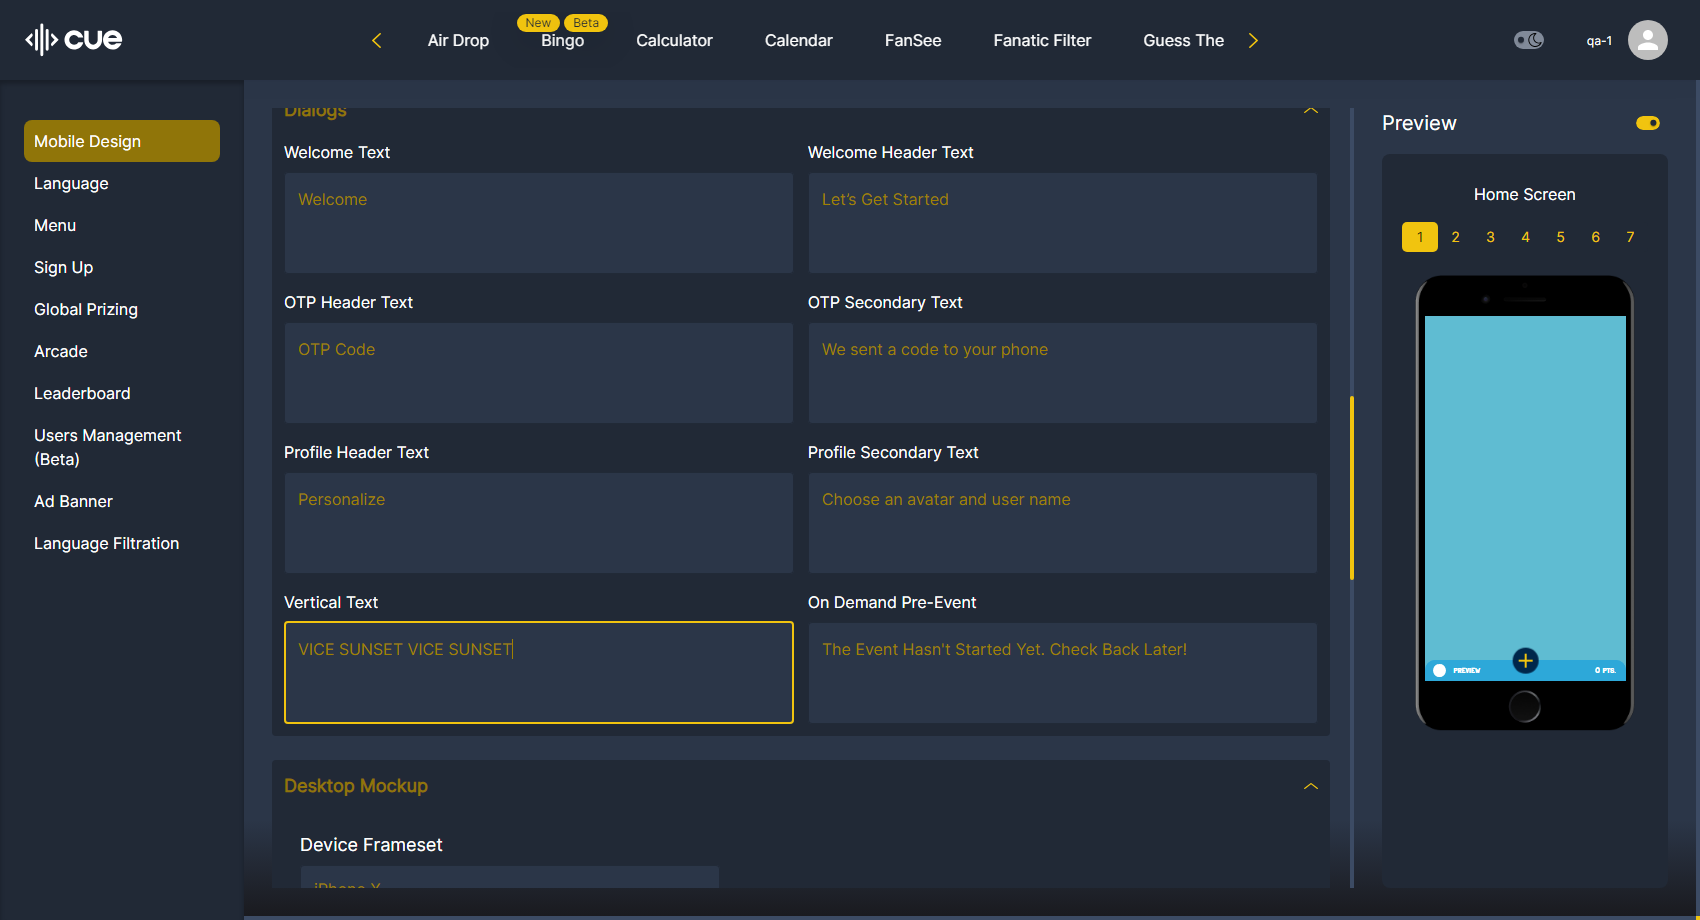 cue
Air Drop
New
Beta
Bingo
Calculator
Calendar
FanSee
Fanatic Filter
Guess The
qa-1
Mobile Design
Language
Menu
Sign Up
Global Prizing
Arcade
Leaderboard
Users Management
(Beta)
Ad Banner
Language Filtration
Dialogs
Welcome Text
Welcome Header Text
Welcome
Let's Get Started
OTP Header Text
OTP Secondary Text
OTP Code
We sent a code to your phone
Profile Header Text
Profile Secondary Text
Personalize
Choose an avatar and user name
Vertical Text
On Demand Pre-Event
VICE SUNSET VICE SUNSET
The Event Hasn't Started Yet. Check Back Later!
Desktop Mockup
Device Frameset
iPhone X
Preview
Home Screen
1 2 3 4 5 6 7
PREVIEW
0 PTS.